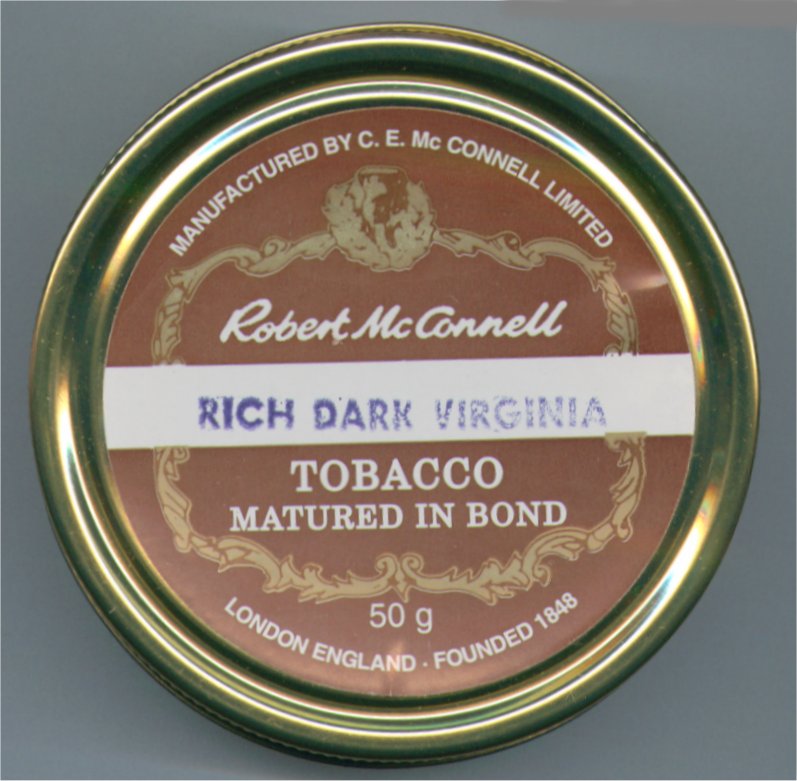 MANUFACTURED BY C. E. Mc CONNELL LIMITED
Robert McConnell
RICH DARK VIRGINIA
TOBACCO
MATURED IN BOND
50 g
LONDON ENGLAND · FOUNDED 1848